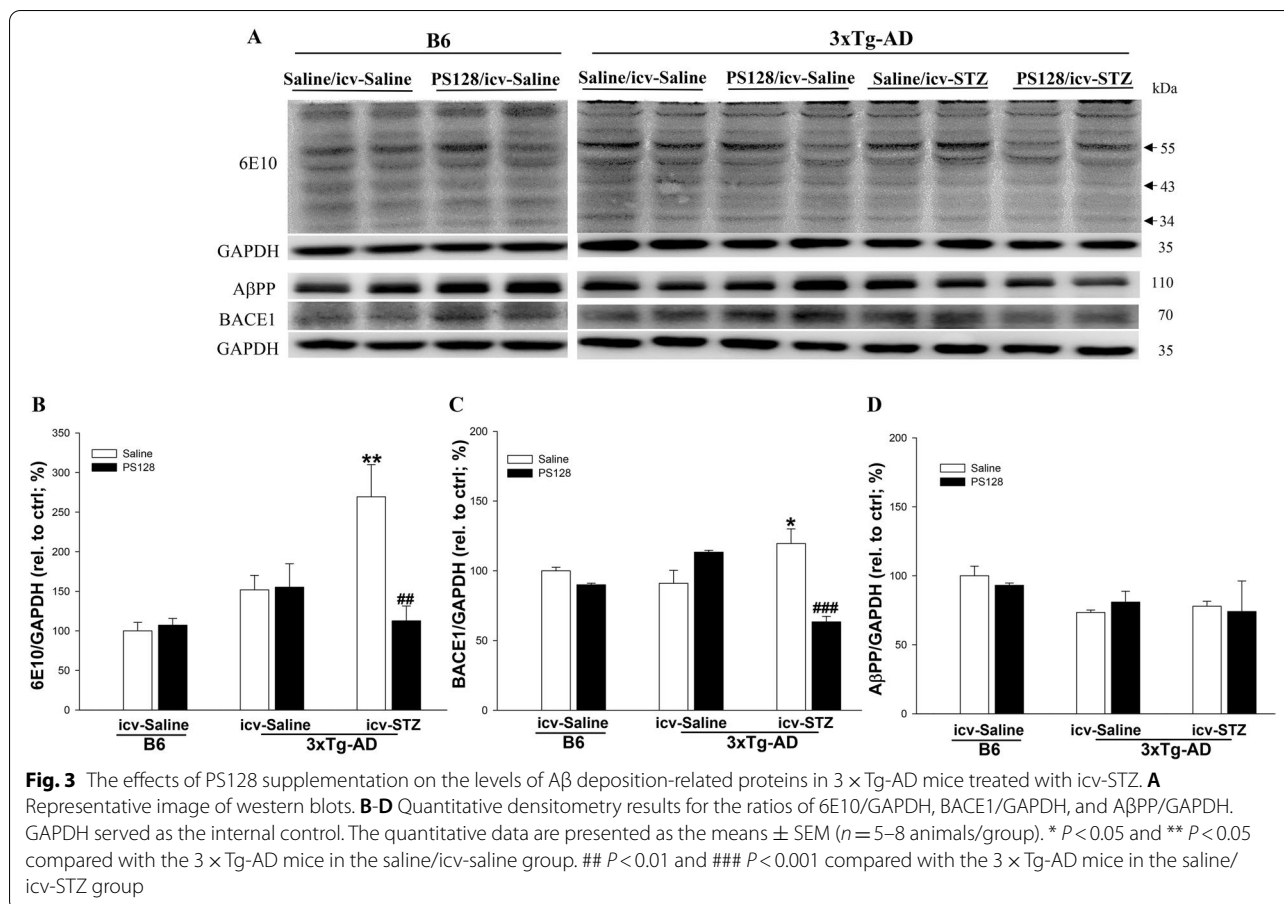 A
B6
3xTg-AD
Saline/icv-Saline PS128/icv-Saline Saline/icv-Saline PS128/icv-Saline Saline/icv-STZ PS128/icv-STZ
kDa
6E10
55
43
34
GAPDH
35
AβPP
110
BACE1
70
GAPDH
35
B
6E10/GAPDH (rel. to ctrl; %)
350
300
250
200
150
100
50
0
Saline
PS128
**
##
icv-Saline icv-Saline icv-STZ
B6 3xTg-AD
C
BACE1/GAPDH (rel. to ctrl; %)
200
150
100
50
0
Saline
PS128
*
###
icv-Saline icv-Saline icv-STZ
B6 3xTg-AD
D
AβPP/GAPDH (rel. to ctrl; %)
200
150
100
50
0
Saline
PS128
icv-Saline icv-Saline icv-STZ
B6 3xTg-AD
Fig. 3 The effects of PS128 supplementation on the levels of Aβ deposition-related proteins in 3 × Tg-AD mice treated with icv-STZ. A
Representative image of western blots. B-D Quantitative densitometry results for the ratios of 6E10/GAPDH, BACE1/GAPDH, and AβPP/GAPDH.
GAPDH served as the internal control. The quantitative data are presented as the means ± SEM (n = 5–8 animals/group). * P < 0.05 and ** P < 0.05
compared with the 3 × Tg-AD mice in the saline/icv-saline group. ## P < 0.01 and ### P < 0.001 compared with the 3 × Tg-AD mice in the saline/
icv-STZ group